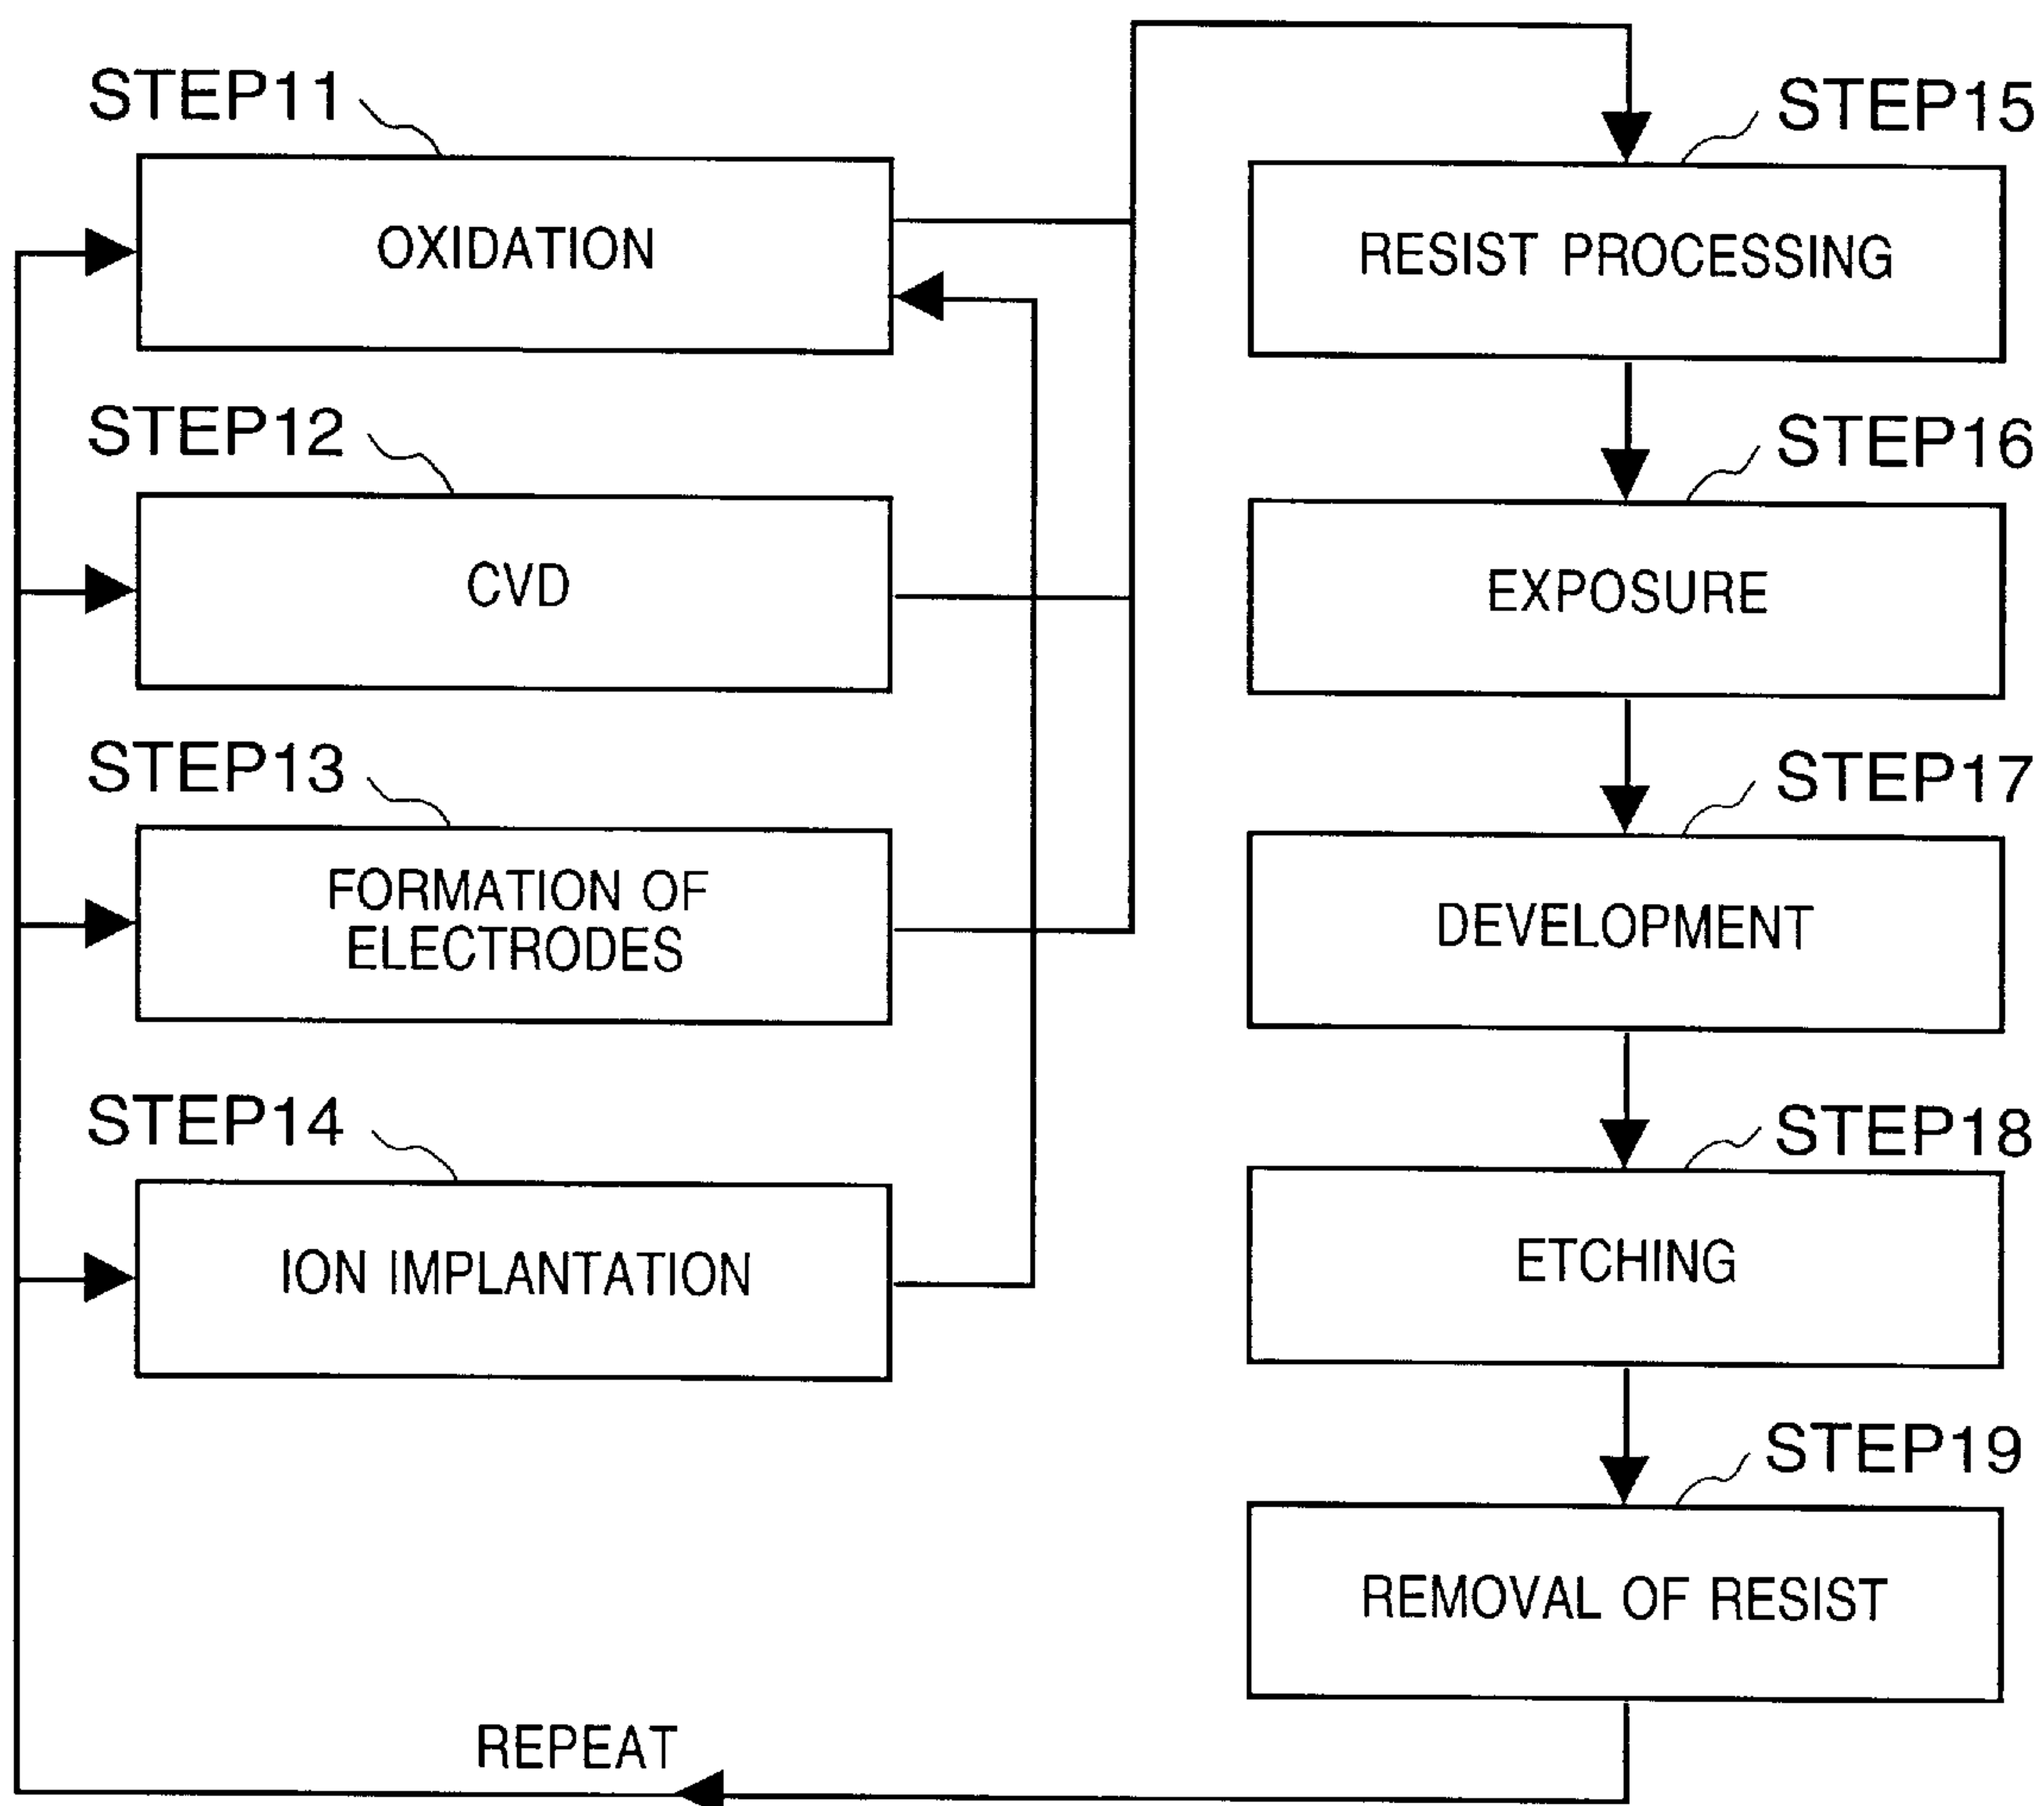 STEP11
OXIDATION
STEP12
CVD
STEP13
FORMATION OF
ELECTRODES
STEP14
ION IMPLANTATION
STEP15
RESIST PROCESSING
STEP16
EXPOSURE
STEP17
DEVELOPMENT
STEP18
ETCHING
STEP19
REMOVAL OF RESIST
REPEAT